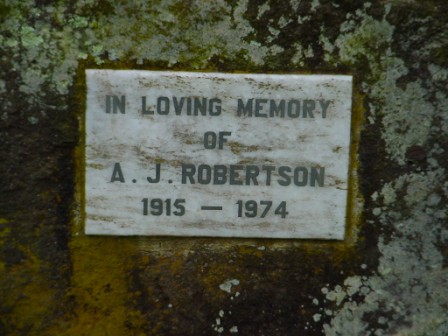 IN LOVING MEMORY
OF
A. J. ROBERTSON
1915 — 1974